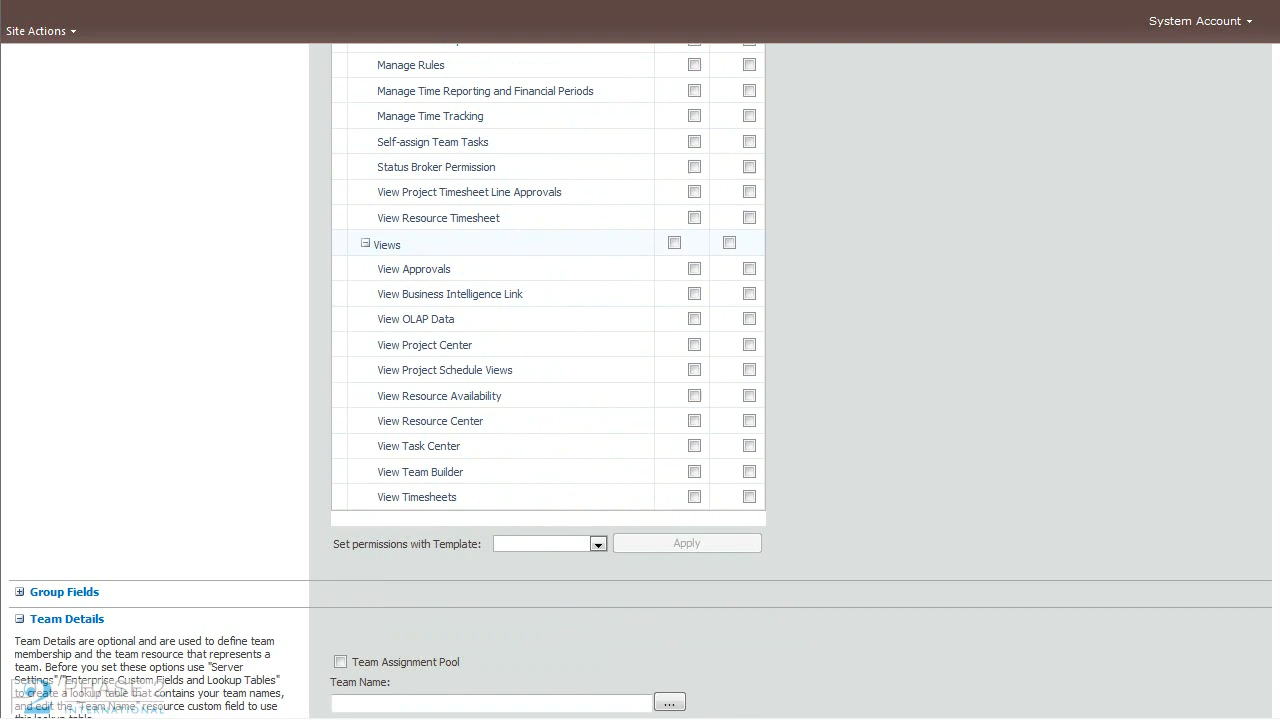 System Account
Site Actions
Manage Rules
Manage Time Reporting and Financial Periods
Manage Time Tracking
Self-assign Team Tasks
Status Broker Permission
View Project Timesheet Line Approvals
View Resource Timesheet
Views
View Approvals
View Business Intelligence Link
View OLAP Data
View Project Center
View Project Schedule Views
View Resource Availability
View Resource Center
View Task Center
View Team Builder
View Timesheets
Set permissions with Template:
Apply
Group Fields
Team Details
Team Details are optional and are used to define team
membership and the team resource that represents a
team. Before you set these options use "Server
Settings"/"Enterprise Custom Fields and Lookup Tables"
to create a lookup table that contains your team names,
and edit the "Team Name" resource custom field to use
this lookup table.
Team Assignment Pool
Team Name:
...
PHASE 2
INTERNATIONAL